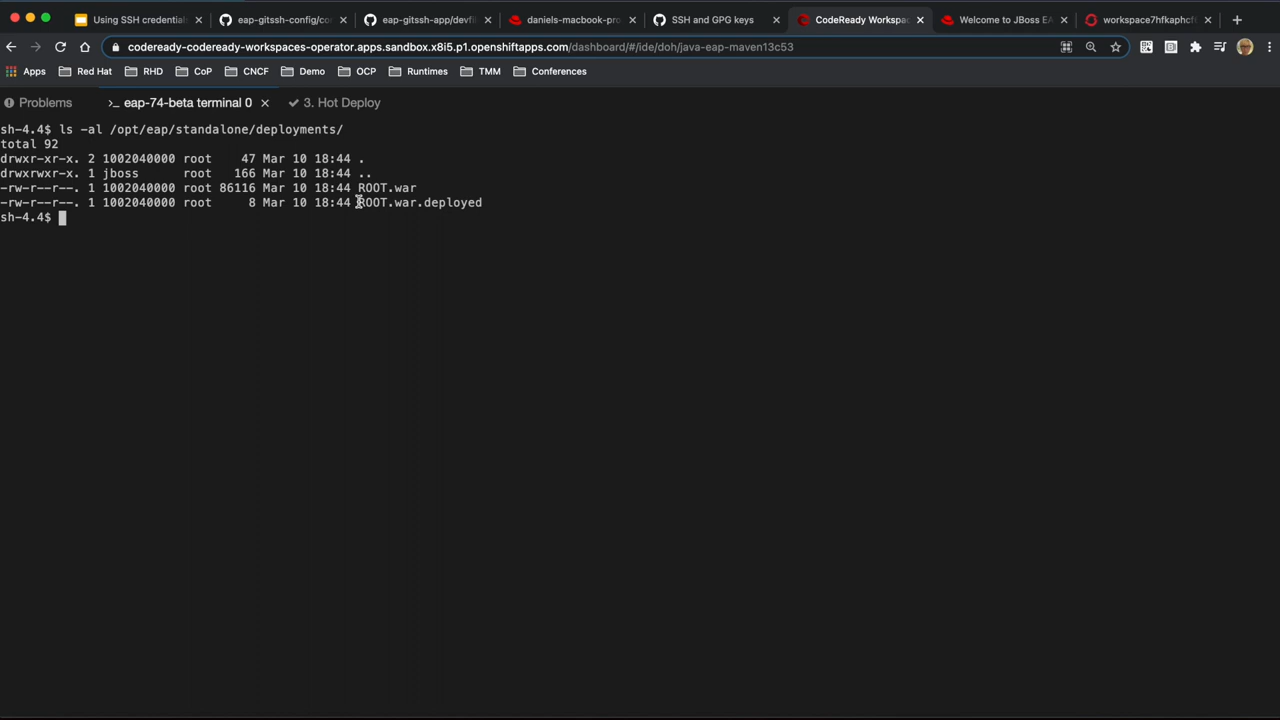 Using SSH credential
eap-gitssh-config/con
eap-gitssh-app/devfil
daniels-macbook-pro
SSH and GPG keys
CodeReady Workspac
Welcome to JBoss EA
workspace7hfkaphcf
codeready-codeready-workspaces-operator.apps.sandbox.x8i5.p1.openshiftapps.com/dashboard/#/ide/doh/java-eap-maven13c53
Apps Red Hat RHD CoP CNCF Demo OCP Runtimes TMM Conferences
Problems >_ eap-74-beta terminal 0 3. Hot Deploy
sh-4.4$ ls -al /opt/eap/standalone/deployments/
total 92
drwxr-xr-x. 2 1002040000 root 47 Mar 10 18:44 .
drwxrwxr-x. 1 jboss root 166 Mar 10 18:44 ..
-rw-r--r--. 1 1002040000 root 86116 Mar 10 18:44 ROOT.war
-rw-r--r--. 1 1002040000 root 8 Mar 10 18:44 ROOT.war.deployed
sh-4.4$